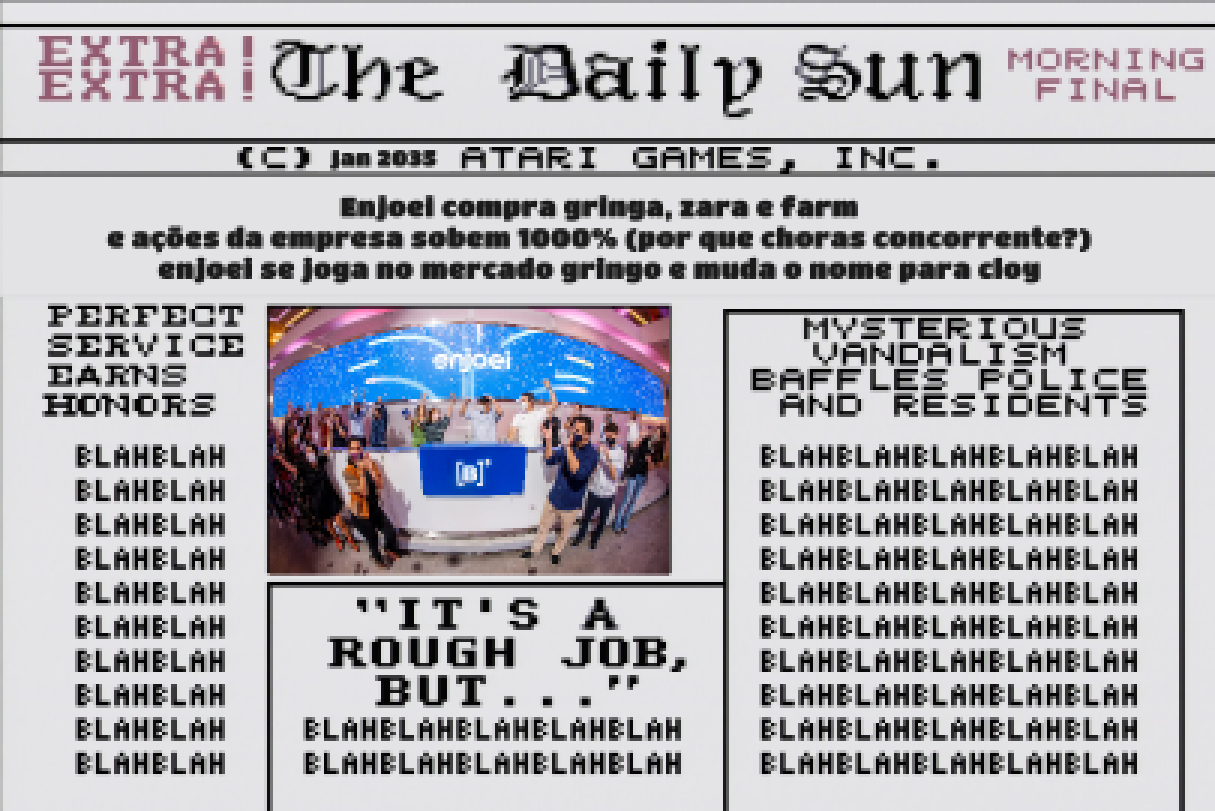 EXTRA!
EXTRA!
The Daily Sun
MORNING
FINAL
(C) Jan 2035 ATARI GAMES, INC.
Enjoei compra gringa, zara e farm
e ações da empresa sobem 1000% (por que choras concorrente?)
enjoei se joga no mercado gringo e muda o nome para cloy
PERFECT
SERVICE
EARNS
HONORS
BLAHBLAH
BLAHBLAH
BLAHBLAH
BLAHBLAH
BLAHBLAH
BLAHBLAH
BLAHBLAH
BLAHBLAH
BLAHBLAH
BLAHBLAH
enjoei
[B]³
"IT'S A
ROUGH JOB,
BUT..."
BLAHBLAHBLAHBLAHBLAH
BLAHBLAHBLAHBLAHBLAH
MYSTERIOUS
VANDALISM
BAFFLES POLICE
AND RESIDENTS
BLAHBLAHBLAHBLAHBLAH
BLAHBLAHBLAHBLAHBLAH
BLAHBLAHBLAHBLAHBLAH
BLAHBLAHBLAHBLAHBLAH
BLAHBLAHBLAHBLAHBLAH
BLAHBLAHBLAHBLAHBLAH
BLAHBLAHBLAHBLAHBLAH
BLAHBLAHBLAHBLAHBLAH
BLAHBLAHBLAHBLAHBLAH
BLAHBLAHBLAHBLAHBLAH